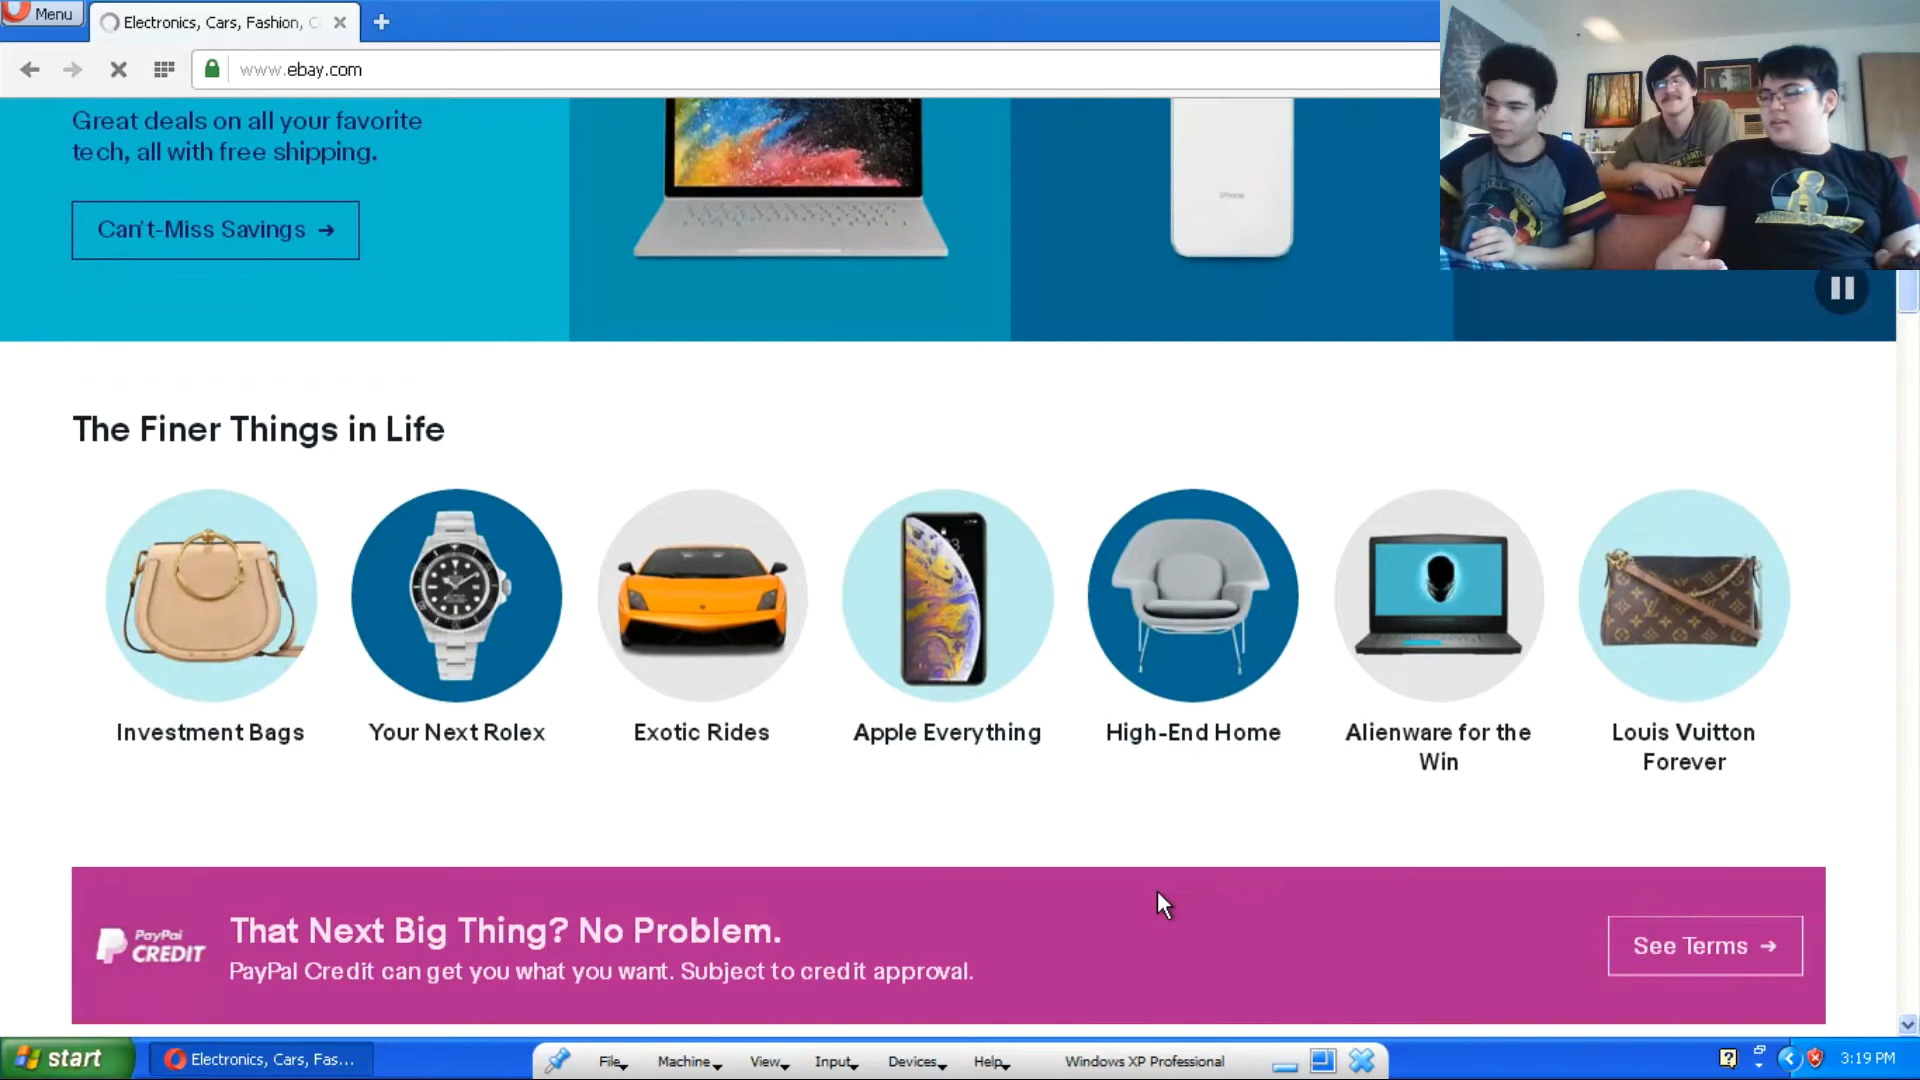 Menu
Electronics, Cars, Fashion, C
www.ebay.com
Great deals on all your favorite
tech, all with free shipping.
Can't-Miss Savings →
iPhone
The Finer Things in Life
Investment Bags
Your Next Rolex
Exotic Rides
Apple Everything
High-End Home
Alienware for the
Win
Louis Vuitton
Forever
PayPal
CREDIT
That Next Big Thing? No Problem.
PayPal Credit can get you what you want. Subject to credit approval.
See Terms →
start
Electronics, Cars, Fas...
File
Machine
View
Input
Devices
Help
Windows XP Professional
3:19 PM